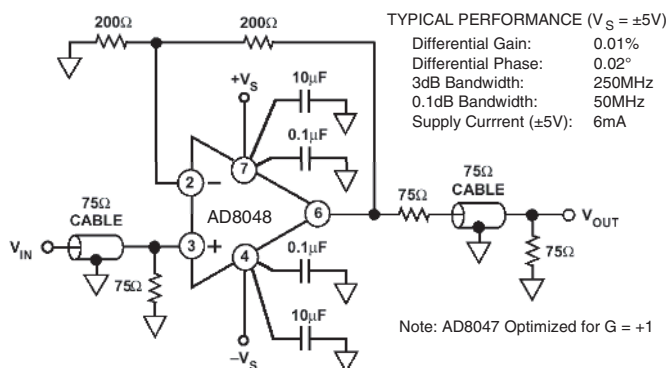 200Ω
200Ω
TYPICAL PERFORMANCE (VS = ±5V)
Differential Gain: 0.01%
Differential Phase: 0.02°
3dB Bandwidth: 250MHz
0.1dB Bandwidth: 50MHz
Supply Currrent (±5V): 6mA
+VS
10μF
0.1μF
7
2
–
AD8048
6
75Ω
75Ω
CABLE
VOUT
75Ω
75Ω
CABLE
VIN
3
+
75Ω
4
0.1μF
10μF
–VS
Note: AD8047 Optimized for G = +1